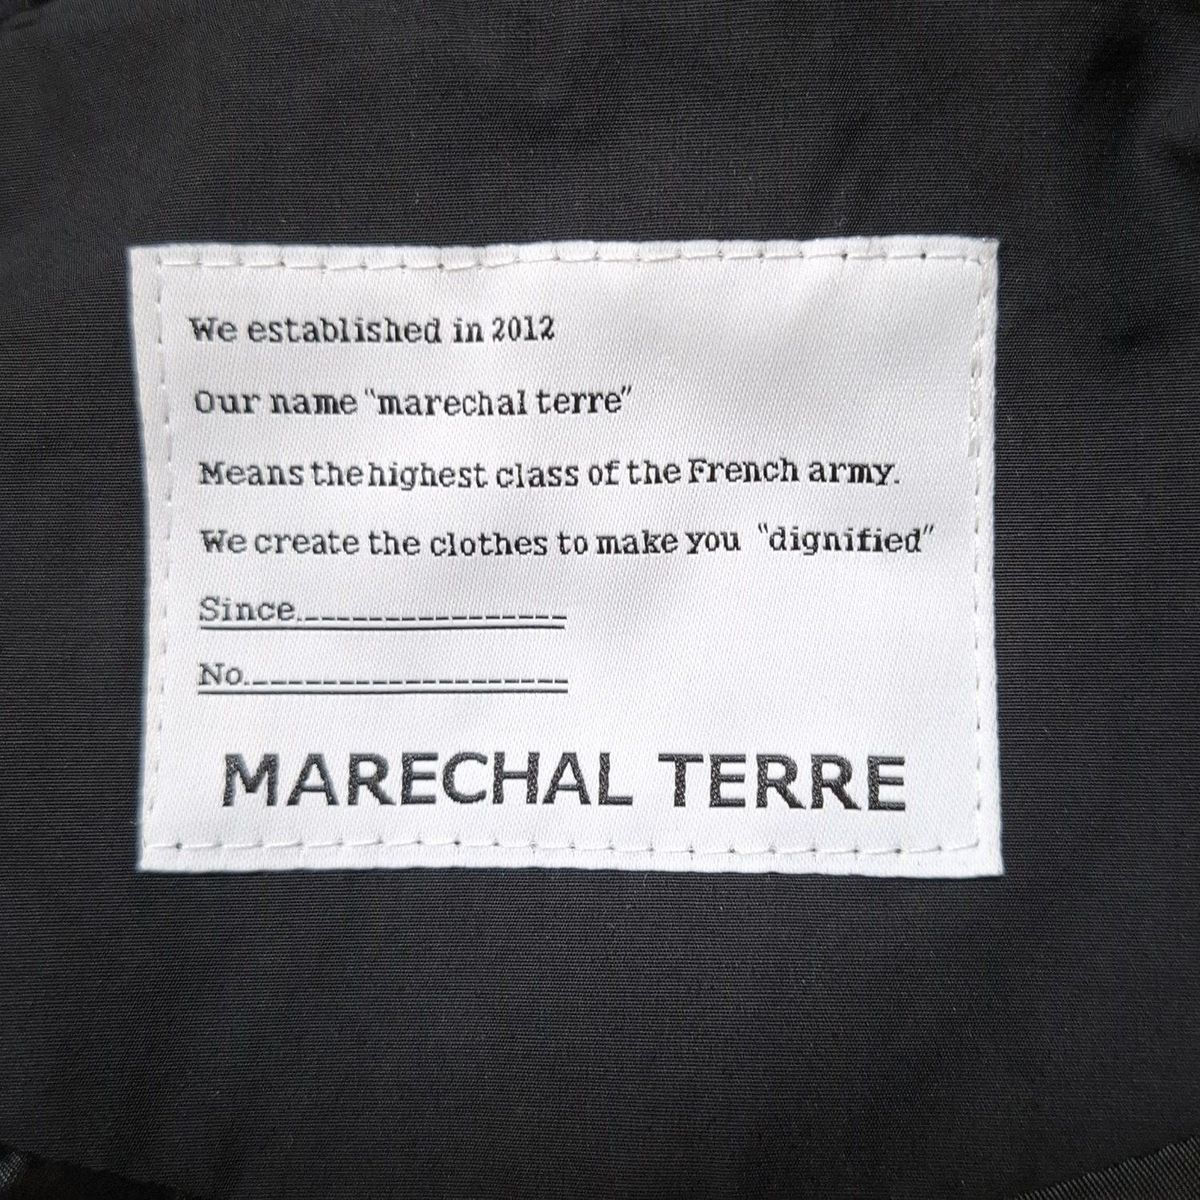 We established in 2012
Our name "marechal terre"
Means the highest class of the French army.
We create the clothes to make you "dignified"
Since
No.
MARECHAL TERRE